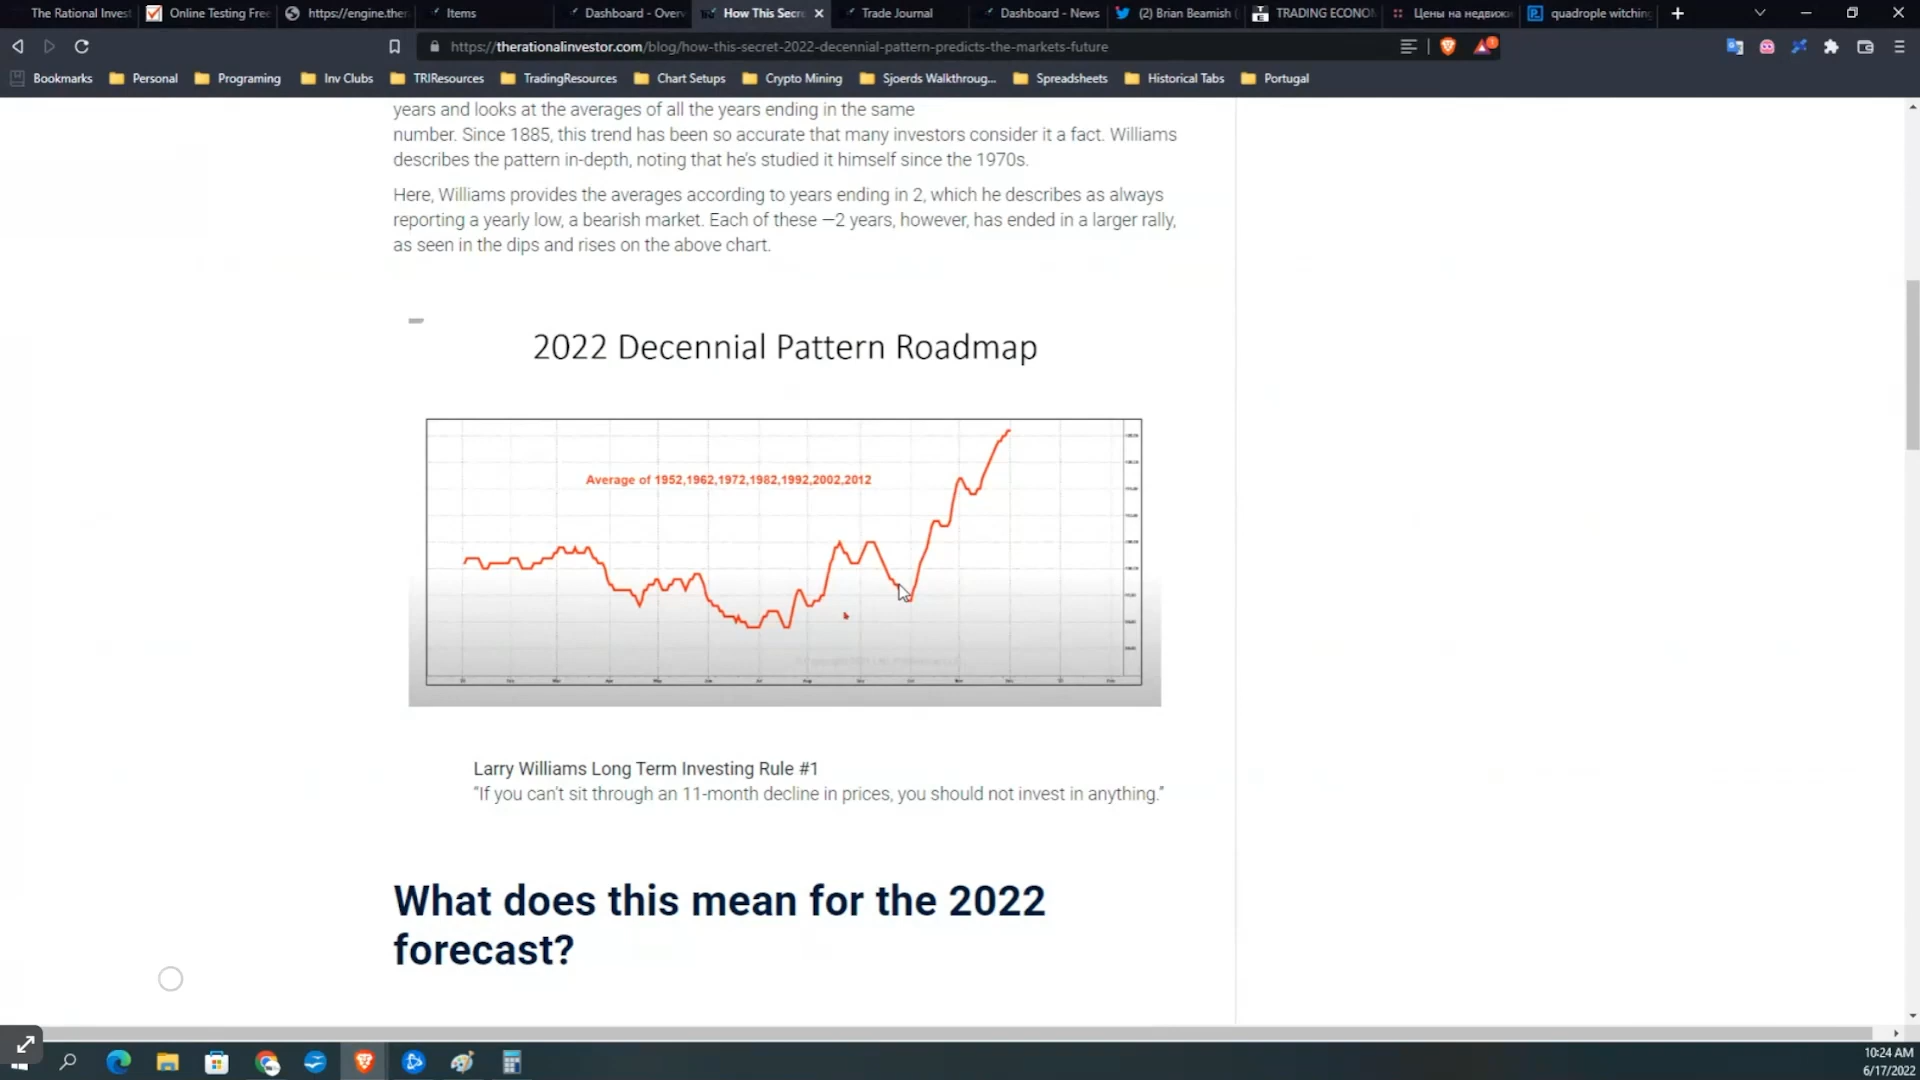 The Rational Invest
Online Testing Free
https://engine.ther
Items
Dashboard - Overv
How This Secre
Trade Journal
Dashboard - News
(2) Brian Beamish (
TRADING ECONOM
Цены на недвижи
quadrople witching
https://therationalinvestor.com/blog/how-this-secret-2022-decennial-pattern-predicts-the-markets-future
Bookmarks
Personal
Programing
Inv Clubs
TRIResources
TradingResources
Chart Setups
Crypto Mining
Sjoerds Walkthroug...
Spreadsheets
Historical Tabs
Portugal
years and looks at the averages of all the years ending in the same
number. Since 1885, this trend has been so accurate that many investors consider it a fact. Williams
describes the pattern in-depth, noting that he's studied it himself since the 1970s.
Here, Williams provides the averages according to years ending in 2, which he describes as always
reporting a yearly low, a bearish market. Each of these —2 years, however, has ended in a larger rally,
as seen in the dips and rises on the above chart.
2022 Decennial Pattern Roadmap
Average of 1952,1962,1972,1982,1992,2002,2012
Larry Williams Long Term Investing Rule #1
"If you can't sit through an 11-month decline in prices, you should not invest in anything."
What does this mean for the 2022
forecast?
10:24 AM
6/17/2022